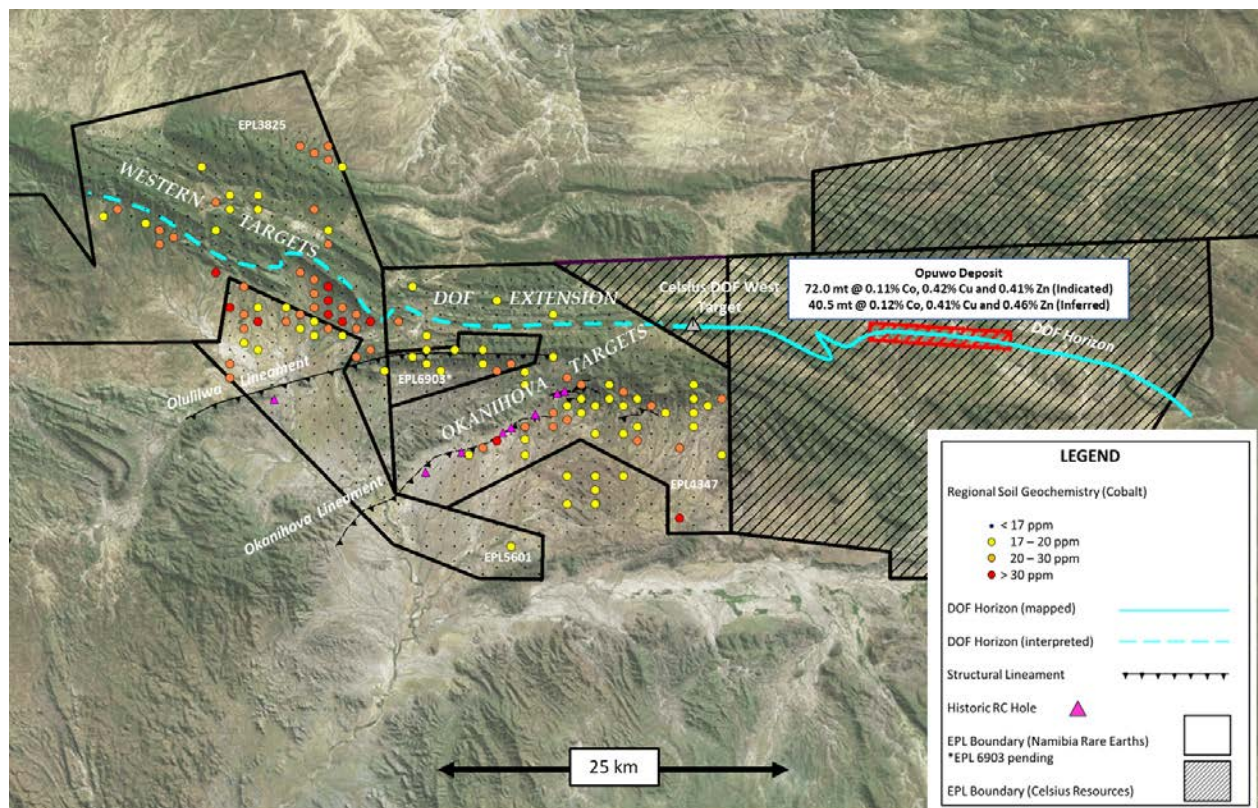 EPL3825
WESTERN TARGETS
Opuwo Deposit
72.0 mt @ 0.11% Co, 0.42% Cu and 0.41% Zn (Indicated)
40.5 mt @ 0.12% Co, 0.41% Cu and 0.46% Zn (Inferred)
DOF EXTENSION
Celsius DOF West
Target
DOF Horizon
Olulilwa Lineament
EPL6903*
OKANIHOVA TARGETS
Okanihova Lineament
EPL4347
EPL5601
25 km
LEGEND
Regional Soil Geochemistry (Cobalt)
< 17 ppm
17 – 20 ppm
20 – 30 ppm
> 30 ppm
DOF Horizon (mapped)
DOF Horizon (interpreted)
Structural Lineament
Historic RC Hole
EPL Boundary (Namibia Rare Earths)
*EPL 6903 pending
EPL Boundary (Celsius Resources)